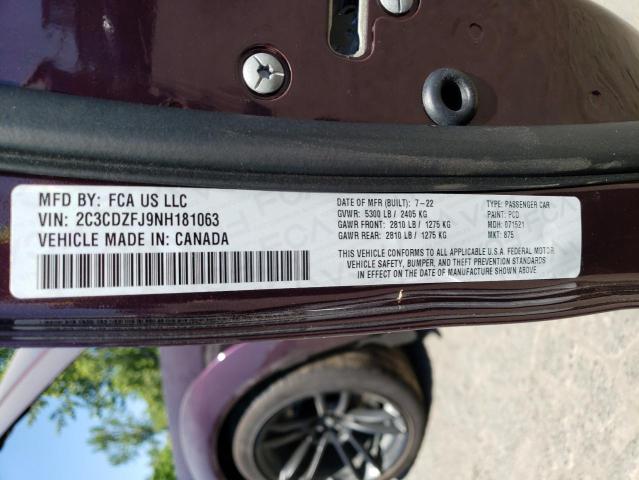 MFD BY: FCA US LLC
VIN: 2C3CDZFJ9NH181063
VEHICLE MADE IN: CANADA
DATE OF MFR (BUILT): 7-22
GVWR: 5300 LB / 2405 KG
GAWR FRONT: 2810 LB / 1275 KG
GAWR REAR: 2810 LB / 1275 KG
TYPE: PASSENGER CAR
PAINT: PCD
MDH: 071521
MKT: 875
THIS VEHICLE CONFORMS TO ALL APPLICABLE U.S.A. FEDERAL MOTOR
VEHICLE SAFETY, BUMPER, AND THEFT PREVENTION STANDARDS
IN EFFECT ON THE DATE OF MANUFACTURE SHOWN ABOVE